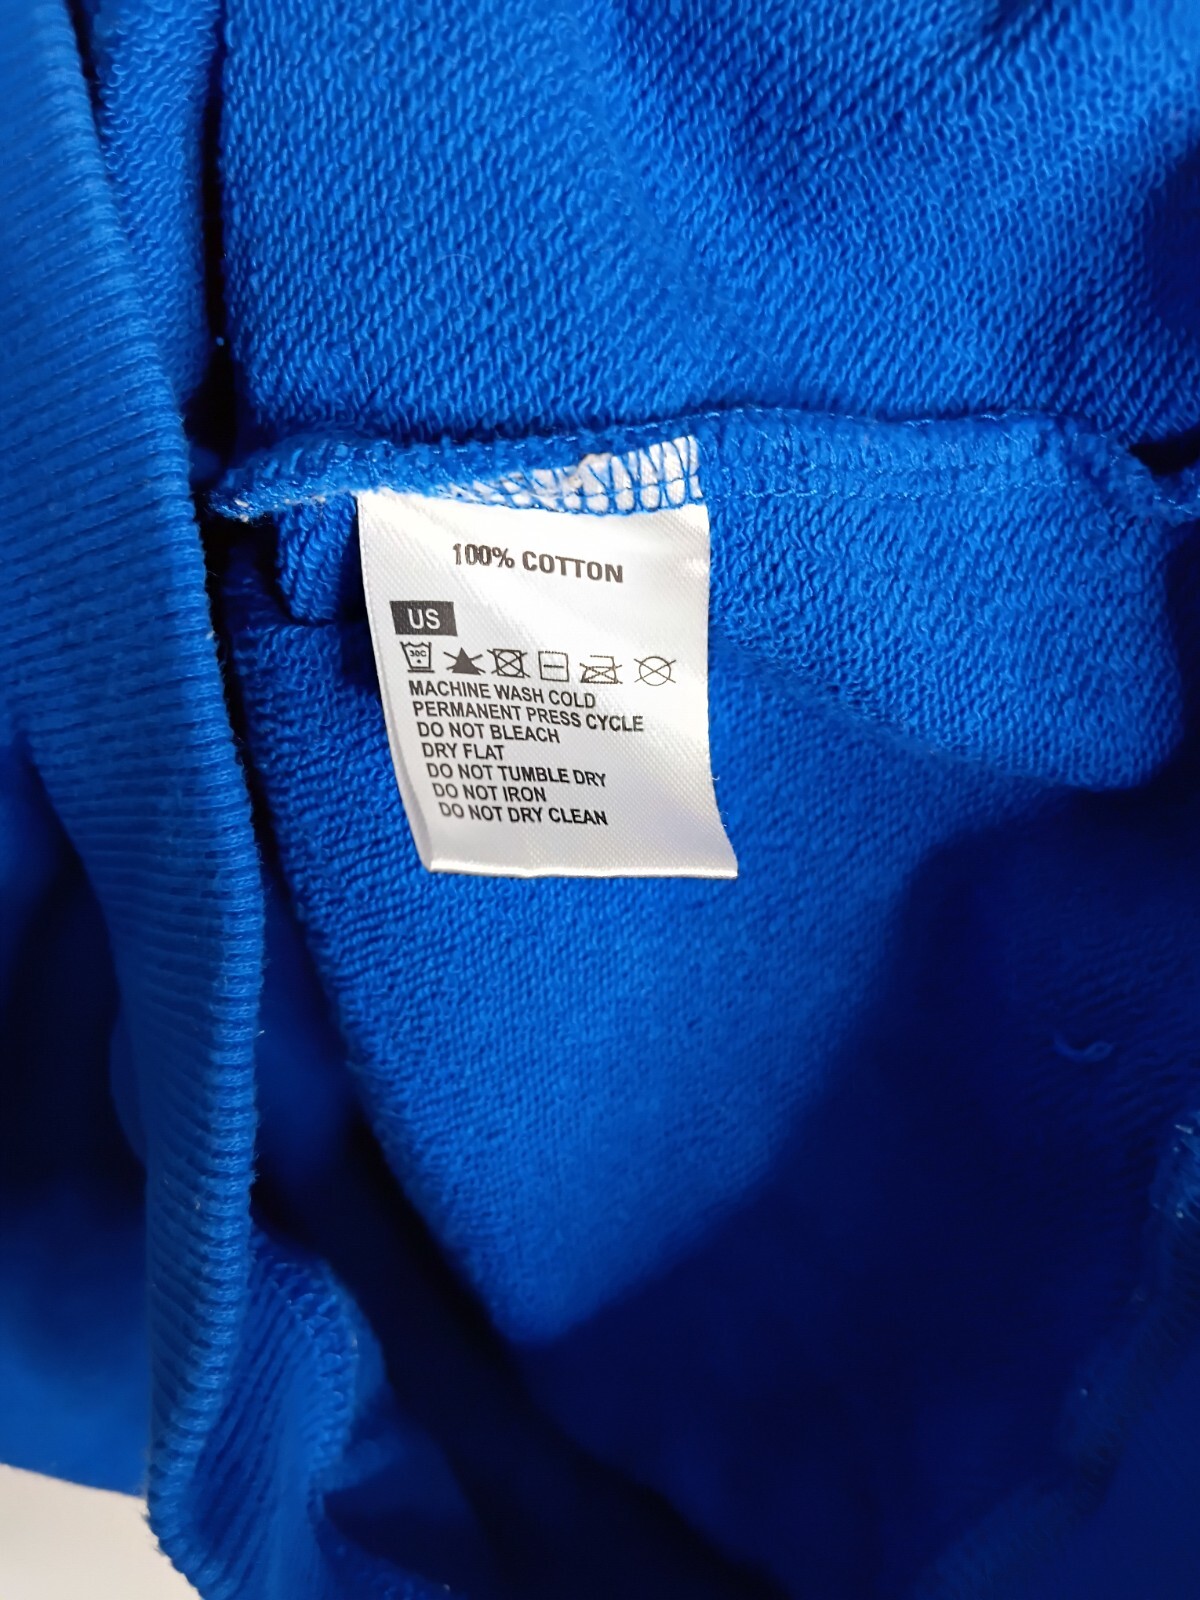 100% COTTON
US
30C
MACHINE WASH COLD
PERMANENT PRESS CYCLE
DO NOT BLEACH
DRY FLAT
DO NOT TUMBLE DRY
DO NOT IRON
DO NOT DRY CLEAN